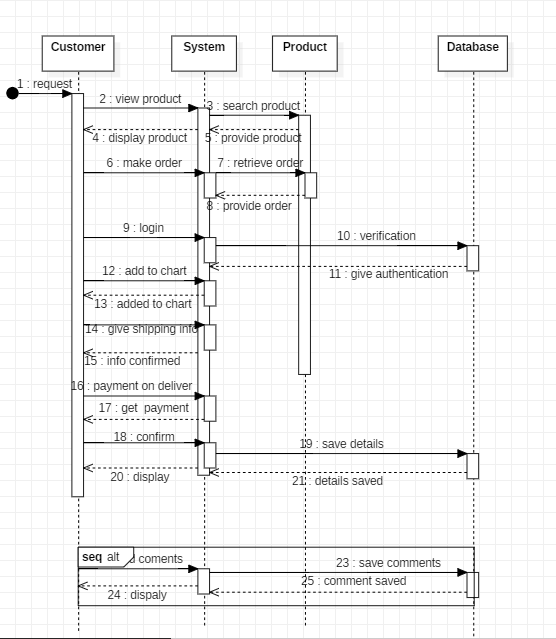 Customer
System
Product
Database
1 : request
2 : view product
3 : search product
4 : display product
5 : provide product
6 : make order
7 : retrieve order
8 : provide order
9 : login
10 : verification
11 : give authentication
12 : add to chart
13 : added to chart
14 : give shipping info
15 : info confirmed
16 : payment on deliver
17 : get payment
18 : confirm
19 : save details
20 : display
21 : details saved
seq alt
coments
23 : save comments
24 : dispaly
25 : comment saved